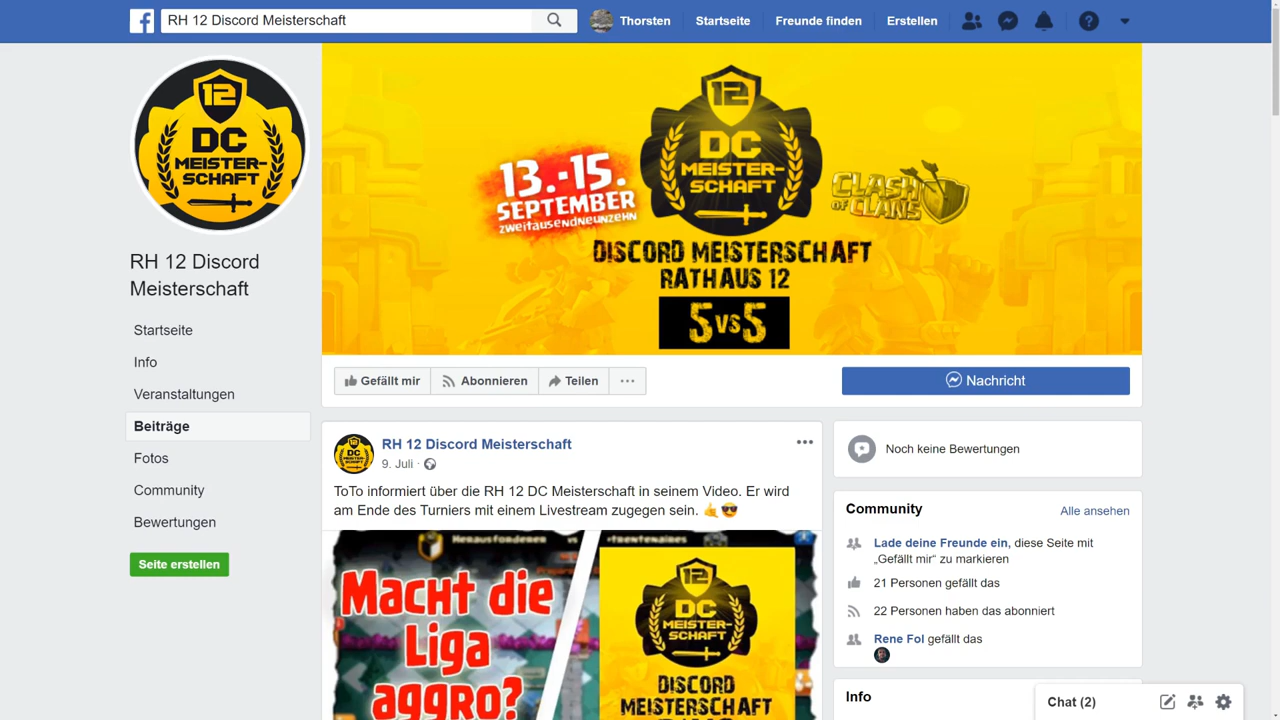 RH 12 Discord Meisterschaft
Thorsten
Startseite
Freunde finden
Erstellen
12
DC
MEISTER-
SCHAFT
RH 12 Discord
Meisterschaft
Startseite
Info
Veranstaltungen
Beiträge
Fotos
Community
Bewertungen
Seite erstellen
13.-15.
SEPTEMBER
ZWEITAUSENDNEUNZEHN
12
DC
MEISTER-
SCHAFT
CLASH
OF CLANS
DISCORD MEISTERSCHAFT
RATHAUS 12
5 VS 5
Gefällt mir
Abonnieren
Teilen
Nachricht
RH 12 Discord Meisterschaft
9. Juli
ToTo informiert über die RH 12 DC Meisterschaft in seinem Video. Er wird
am Ende des Turniers mit einem Livestream zugegen sein. 🤙😎
Herausforderer vs
Macht die
Liga
aggro?
12
DC
MEISTER-
SCHAFT
DISCORD
MEISTERSCHAFT
Noch keine Bewertungen
Community
Alle ansehen
Lade deine Freunde ein, diese Seite mit
„Gefällt mir“ zu markieren
21 Personen gefällt das
22 Personen haben das abonniert
Rene Fol gefällt das
Info
Chat (2)